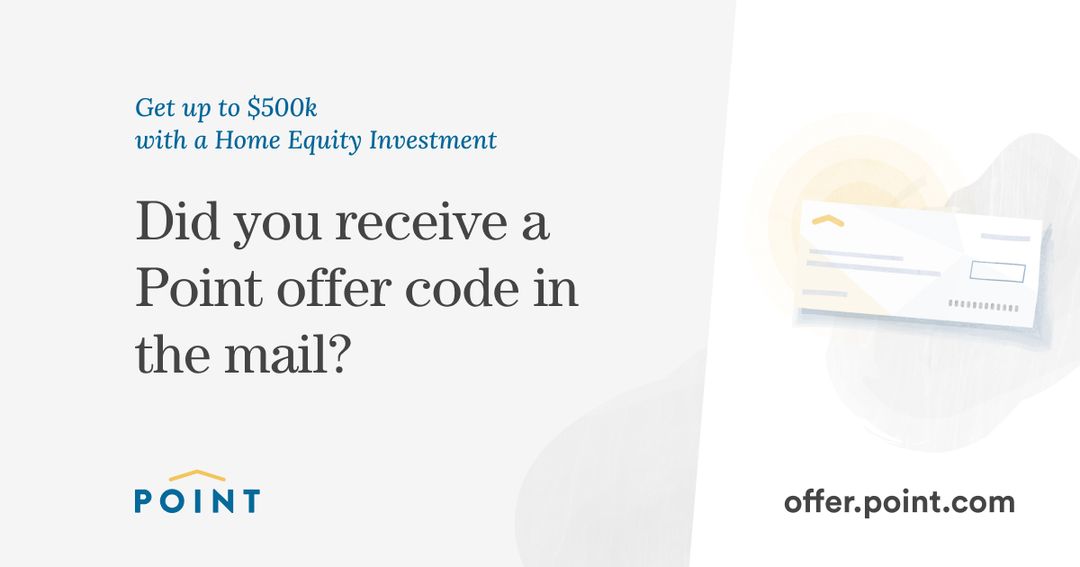 Get up to $500k
with a Home Equity Investment
Did you receive a
Point offer code in
the mail?
POINT
offer.point.com